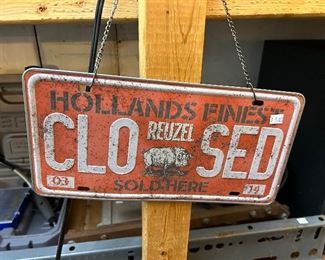 HOLLANDS FINEST
CLO REUZEL SED
SOLD HERE
03 14